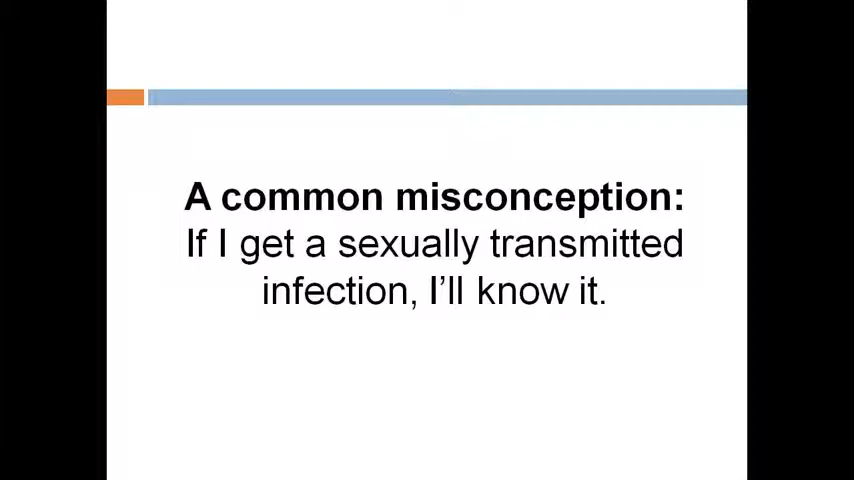 A common misconception:
If I get a sexually transmitted
infection, I’ll know it.